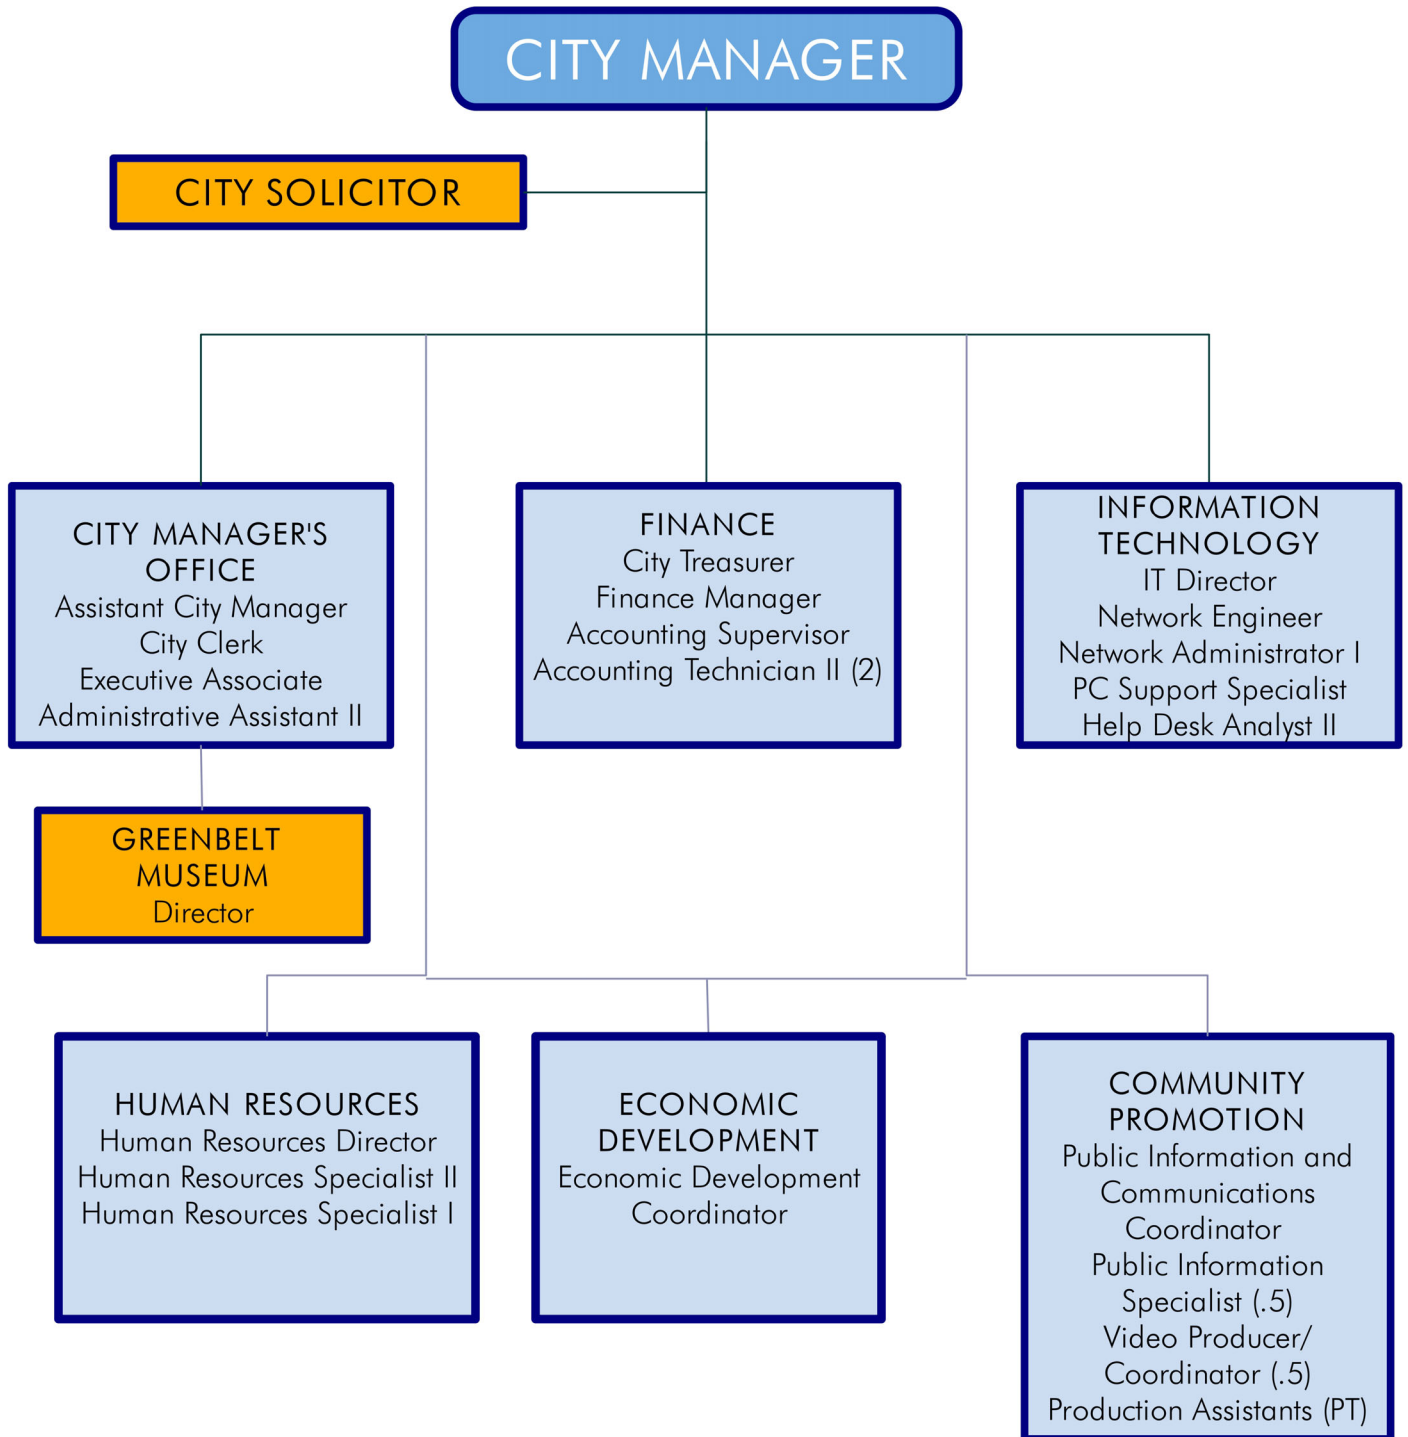 CITY MANAGER
CITY SOLICITOR
CITY MANAGER'S
OFFICE
Assistant City Manager
City Clerk
Executive Associate
Administrative Assistant II
FINANCE
City Treasurer
Finance Manager
Accounting Supervisor
Accounting Technician II (2)
INFORMATION
TECHNOLOGY
IT Director
Network Engineer
Network Administrator I
PC Support Specialist
Help Desk Analyst II
GREENBELT
MUSEUM
Director
HUMAN RESOURCES
Human Resources Director
Human Resources Specialist II
Human Resources Specialist I
ECONOMIC
DEVELOPMENT
Economic Development
Coordinator
COMMUNITY
PROMOTION
Public Information and
Communications
Coordinator
Public Information
Specialist (.5)
Video Producer/
Coordinator (.5)
Production Assistants (PT)